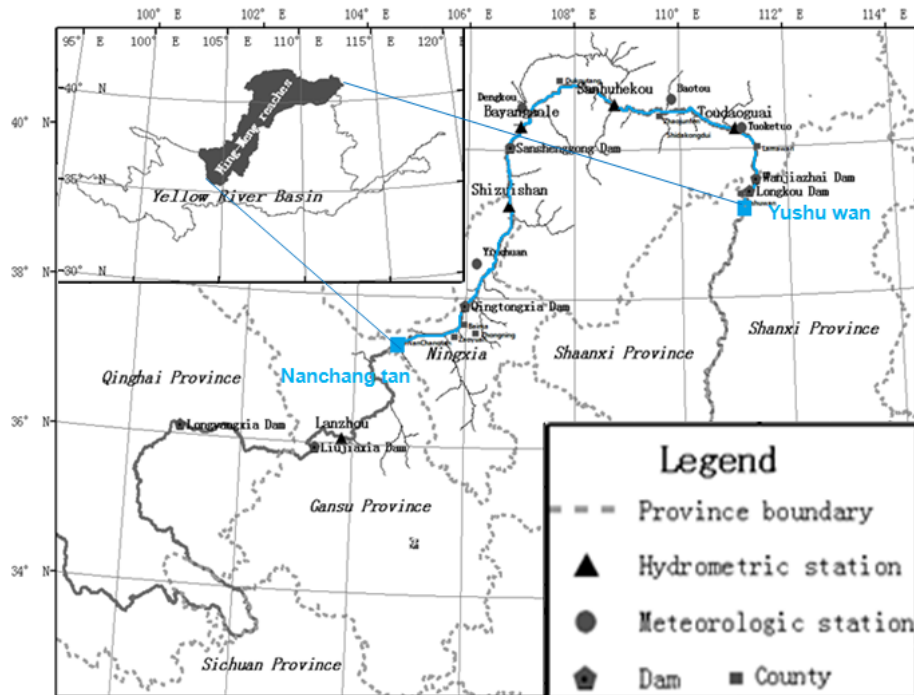 100° E 102° E 104° E 106° E 108° E 110° E 112° E 114° E
95° E 100° E 105° E 110° E 115° E 120° E
40° N
35° N
30° N
Ning-Meng reaches
Yellow River Basin
40° N
38° N
36° N
34° N
Dengkou
Bayangaole
Sanhuhekou
Baotou
Zhaojunfen
Shidakongdui
Toudaoguai
Tuoketuo
Sanshenggong Dam
Wanjiazhai Dam
Longkou Dam
Shizuishan
Yushu wan
Yinchuan
Qingtongxia Dam
Zhongning
Ningxia
Shaanxi Province
Shanxi Province
Nanchang tan
Qinghai Province
Longyangxia Dam
Lanzhou
Liujiaxia Dam
Gansu Province
Sichuan Province
Legend
Province boundary
Hydrometric station
Meteorologic station
Dam
County